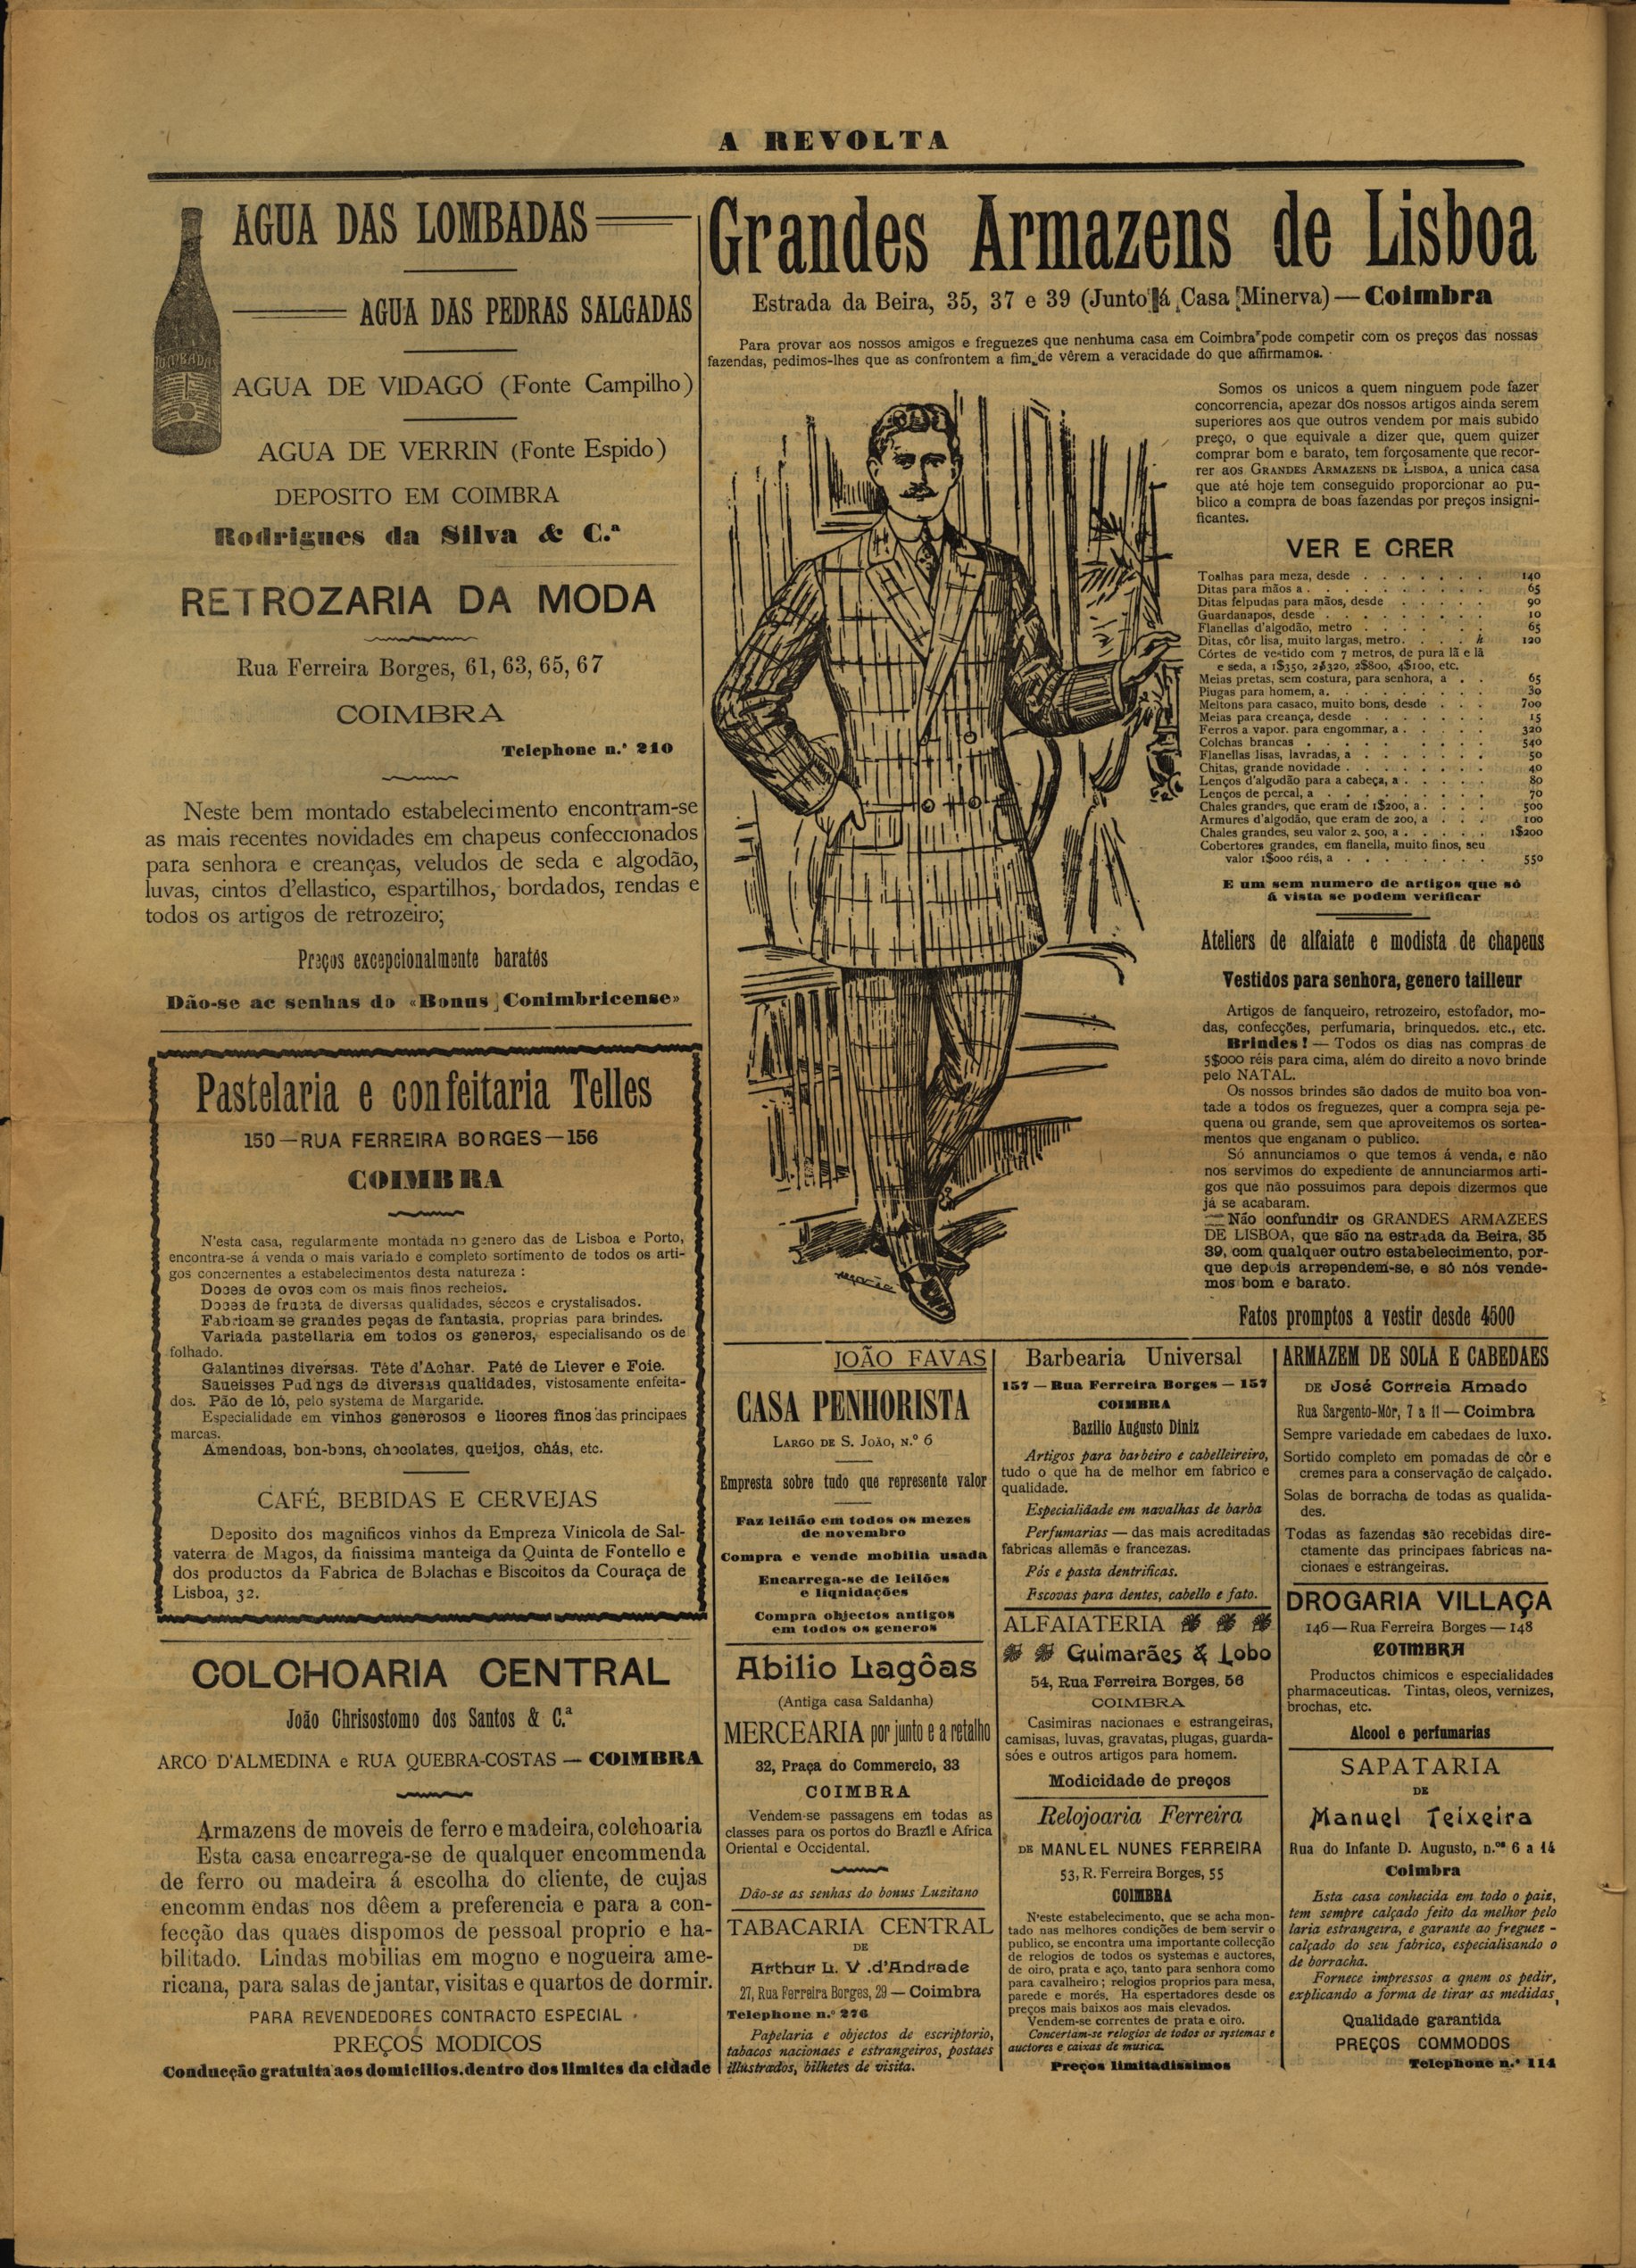 A REVOLTA
AGUA DAS LOMBADAS
AGUA DAS PEDRAS SALGADAS
AGUA DE VIDAGO (Fonte Campilho)
AGUA DE VERRIN (Fonte Espido)
DEPOSITO EM COIMBRA
Rodrigues da Silva & C.ª
LOMBADAS
RETROZARIA DA MODA
Rua Ferreira Borges, 61, 63, 65, 67
COIMBRA
Telephone n.º 210
Neste bem montado estabelecimento encontram-se
as mais recentes novidades em chapeus confeccionados
para senhora e creanças, veludos de seda e algodão,
luvas, cintos d'ellastico, espartilhos, bordados, rendas e
todos os artigos de retrozeiro;
Preços excepcionalmente baratos
Dão-se ac senhas do «Bonus Conimbricense»
Pastelaria e confeitaria Telles
150—RUA FERREIRA BORGES—156
COIMBRA
N'esta casa, regularmente montada no genero das de Lisboa e Porto,
encontra-se á venda o mais variado e completo sortimento de todos os arti-
gos concernentes a estabelecimentos desta natureza:
Doces de ovos com os mais finos recheios.
Doces de fructa de diversas qualidades, séccos e crystalisados.
Fabricam se grandes peças de fantasia, proprias para brindes.
Variada pastellaria em todos os generos, especialisando os de
folhado.
Galantines diversas. Tête d'Achar. Paté de Liever e Foie.
Saucisses Pudngs de diversas qualidades, vistosamente enfeita-
dos. Pão de ló, pelo systema de Margaride.
Especialidade em vinhos generosos e licores finos das principaes
marcas.
Amendoas, bon-bons, chocolates, queijos, chás, etc.
CAFÉ, BEBIDAS E CERVEJAS
Deposito dos magnificos vinhos da Empreza Vinicola de Sal-
vaterra de Magos, da finissima manteiga da Quinta de Fontello e
dos productos da Fabrica de Bolachas e Biscoitos da Couraça de
Lisboa, 32.
COLCHOARIA CENTRAL
João Chrisostomo dos Santos & C.ª
ARCO D'ALMEDINA e RUA QUEBRA-COSTAS — COIMBRA
Armazens de moveis de ferro e madeira, colchoaria
Esta casa encarrega-se de qualquer encommenda
de ferro ou madeira á escolha do cliente, de cujas
encomm endas nos dêem a preferencia e para a con-
fecção das quaes dispomos de pessoal proprio e ha-
bilitado. Lindas mobilias em mogno e nogueira ame-
ricana, para salas de jantar, visitas e quartos de dormir.
PARA REVENDEDORES CONTRACTO ESPECIAL
PREÇOS MODICOS
Conducção gratuita aos domicilios.dentro dos limites da cidade
Grandes Armazens de Lisboa
Estrada da Beira, 35, 37 e 39 (Junto á Casa Minerva) — Coimbra
Para provar aos nossos amigos e freguezes que nenhuma casa em Coimbra pode competir com os preços das nossas
fazendas, pedimos-lhes que as confrontem a fim de vêrem a veracidade do que affirmamos.
Somos os unicos a quem ninguem pode fazer
concorrencia, apezar dos nossos artigos ainda serem
superiores aos que outros vendem por mais subido
preço, o que equivale a dizer que, quem quizer
comprar bom e barato, tem forçosamente que recor-
rer aos GRANDES ARMAZENS DE LISBOA, a unica casa
que até hoje tem conseguido proporcionar ao pu-
blico a compra de boas fazendas por preços insigni-
ficantes.
VER E CRER
Toalhas para meza, desde . . . . . . . 140
Ditas para mãos a . . . . . . . . 65
Ditas felpudas para mãos, desde . . . . . 90
Guardanapos, desde . . . . . . . . 10
Flanellas d'algodão, metro . . . . . . . 65
Ditas, côr lisa, muito largas, metro. . . . h 120
Córtes de vestido com 7 metros, de pura lã e lã
e seda, a 1$350, 2$320, 2$800, 4$100, etc.
Meias pretas, sem costura, para senhora, a . . 65
Piugas para homem, a. . . . . . . . 30
Meltons para casaco, muito bons, desde . . . 700
Meias para creança, desde . . . . . . 15
Ferros a vapor. para engommar, a . . . . . 320
Colchas brancas . . . . . . . . . 540
Flanellas lisas, lavradas, a . . . . . . 50
Chitas, grande novidade . . . . . . . 40
Lenços d'algodão para a cabeça, a . . . . . 80
Lenços de percal, a . . . . . . . . 70
Chales grandes, que eram de 1$200, a . . . . 500
Armures d'algodão, que eram de 200, a . . . 100
Chales grandes, seu valor 2. 500, a . . . . . 1$200
Cobertores grandes, em flanella, muito finos, seu
valor 1$000 réis, a . . . . . . . . 550
E um sem numero de artigos que só
á vista se podem verificar
Ateliers de alfaiate e modista de chapeus
Vestidos para senhora, genero tailleur
Artigos de fanqueiro, retrozeiro, estofador, mo-
das, confecções, perfumaria, brinquedos. etc., etc.
Brindes! — Todos os dias nas compras de
5$000 réis para cima, além do direito a novo brinde
pelo NATAL.
Os nossos brindes são dados de muito boa von-
tade a todos os freguezes, quer a compra seja pe-
quena ou grande, sem que aproveitemos os sortea-
mentos que enganam o publico.
Só annunciamos o que temos á venda, e não
nos servimos do expediente de annunciarmos arti-
gos que não possuimos para depois dizermos que
já se acabaram.
Não confundir os GRANDES ARMAZEES
DE LISBOA, que são na estrada da Beira, 35
39, com qualquer outro estabelecimento, por-
que depois arrependem-se, e só nós vende-
mos bom e barato.
Fatos promptos a vestir desde 4500
JOÃO FAVAS
CASA PENHORISTA
LARGO DE S. JOÃO, N.º 6
Empresta sobre tudo que represente valor
Faz leilão em todos os mezes
de novembro
Compra e vende mobilia usada
Encarrega-se de leilões
e liquidações
Compra objectos antigos
em todos os generos
Abilio Lagôas
(Antiga casa Saldanha)
MERCEARIA por junto e a retalho
32, Praça do Commercio, 33
COIMBRA
Vendem-se passagens em todas as
classes para os portos do Brazil e Africa
Oriental e Occidental.
Dão-se as senhas do bonus Luzitano
TABACARIA CENTRAL
DE
Arthur L. V .d'Andrade
27, Rua Ferreira Borges, 29 — Coimbra
Telephone n.º 276
Papelaria e objectos de escriptorio,
tabacos nacionaes e estrangeiros, postaes
illustrados, bilhetes de visita.
Barbearia Universal
157 — Rua Ferreira Borges — 157
COIMBRA
Bazilio Augusto Diniz
Artigos para barbeiro e cabelleireiro,
tudo o que ha de melhor em fabrico e
qualidade.
Especialidade em navalhas de barba
Perfumarias — das mais acreditadas
fabricas allemãs e francezas.
Pós e pasta dentrificas.
Escovas para dentes, cabello e fato.
ALFAIATERIA
Guimarães & Lobo
54, Rua Ferreira Borges, 56
COIMBRA
Casimiras nacionaes e estrangeiras,
camisas, luvas, gravatas, plugas, guarda-
sóes e outros artigos para homem.
Modicidade de preços
Relojoaria Ferreira
DE MANUEL NUNES FERREIRA
53, R. Ferreira Borges, 55
COIMBRA
N'este estabelecimento, que se acha mon-
tado nas melhores condições de bem servir o
publico, se encontra uma importante collecção
de relogios de todos os systemas e auctores,
de oiro, prata e aço, tanto para senhora como
para cavalheiro; relogios proprios para mesa,
parede e morés. Ha espertadores desde os
preços mais baixos aos mais elevados.
Vendem-se correntes de prata e oiro.
Concertam-se relogios de todos os systemas e
auctores e caixas de musica.
Preços limitadissimos
ARMAZEM DE SOLA E CABEDAES
DE José Correia Amado
Rua Sargento-Mór, 7 a 11 — Coimbra
Sempre variedade em cabedaes de luxo.
Sortido completo em pomadas de côr e
cremes para a conservação de calçado.
Solas de borracha de todas as qualida-
des.
Todas as fazendas são recebidas dire-
ctamente das principaes fabricas na-
cionaes e estrangeiras.
DROGARIA VILLAÇA
146 — Rua Ferreira Borges — 148
COIMBRA
Productos chimicos e especialidades
pharmaceuticas. Tintas, oleos, vernizes,
brochas, etc.
Alcool e perfumarias
SAPATARIA
DE
Manuel Teixeira
Rua do Infante D. Augusto, n.os 6 a 14
Coimbra
Esta casa conhecida em todo o paiz,
tem sempre calçado feito da melhor pelo
laria estrangeira, e garante ao freguez -
calçado do seu fabrico, especialisando o
de borracha.
Fornece impressos a quem os pedir,
explicando a forma de tirar as medidas,
Qualidade garantida
PREÇOS COMMODOS
Telephone n.º 114